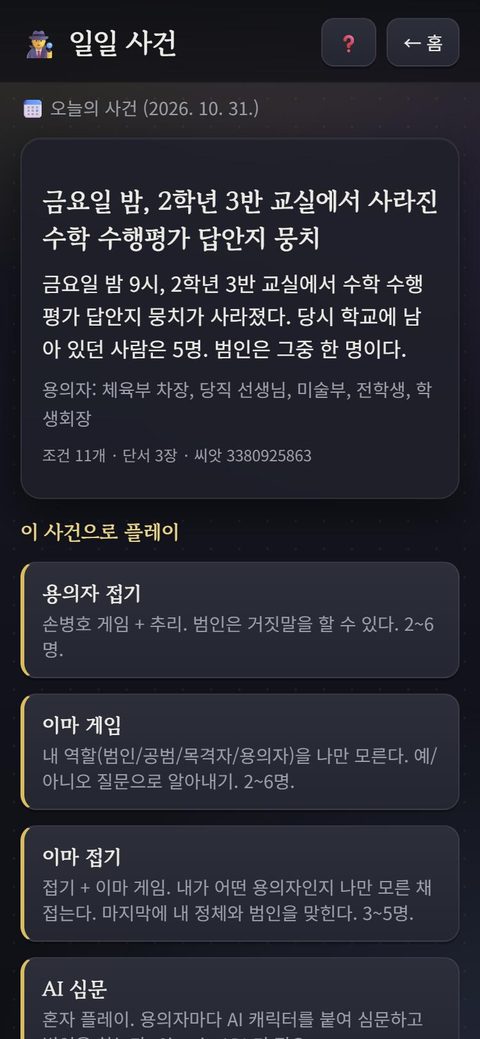 일일 사건
← 홈
오늘의 사건 (2026. 10. 31.)
금요일 밤, 2학년 3반 교실에서 사라진
수학 수행평가 답안지 뭉치
금요일 밤 9시, 2학년 3반 교실에서 수학 수행
평가 답안지 뭉치가 사라졌다. 당시 학교에 남
아 있던 사람은 5명. 범인은 그중 한 명이다.
용의자: 체육부 차장, 당직 선생님, 미술부, 전학생, 학
생회장
조건 11개 · 단서 3장 · 씨앗 3380925863
이 사건으로 플레이
용의자 접기
손병호 게임 + 추리. 범인은 거짓말을 할 수 있다. 2~6
명.
이마 게임
내 역할(범인/공범/목격자/용의자)을 나만 모른다. 예/
아니오 질문으로 알아내기. 2~6명.
이마 접기
접기 + 이마 게임. 내가 어떤 용의자인지 나만 모른 채
접는다. 마지막에 내 정체와 범인을 맞힌다. 3~5명.
AI 심문
혼자 플레이. 용의자마다 AI 캐릭터를 붙여 심문하고